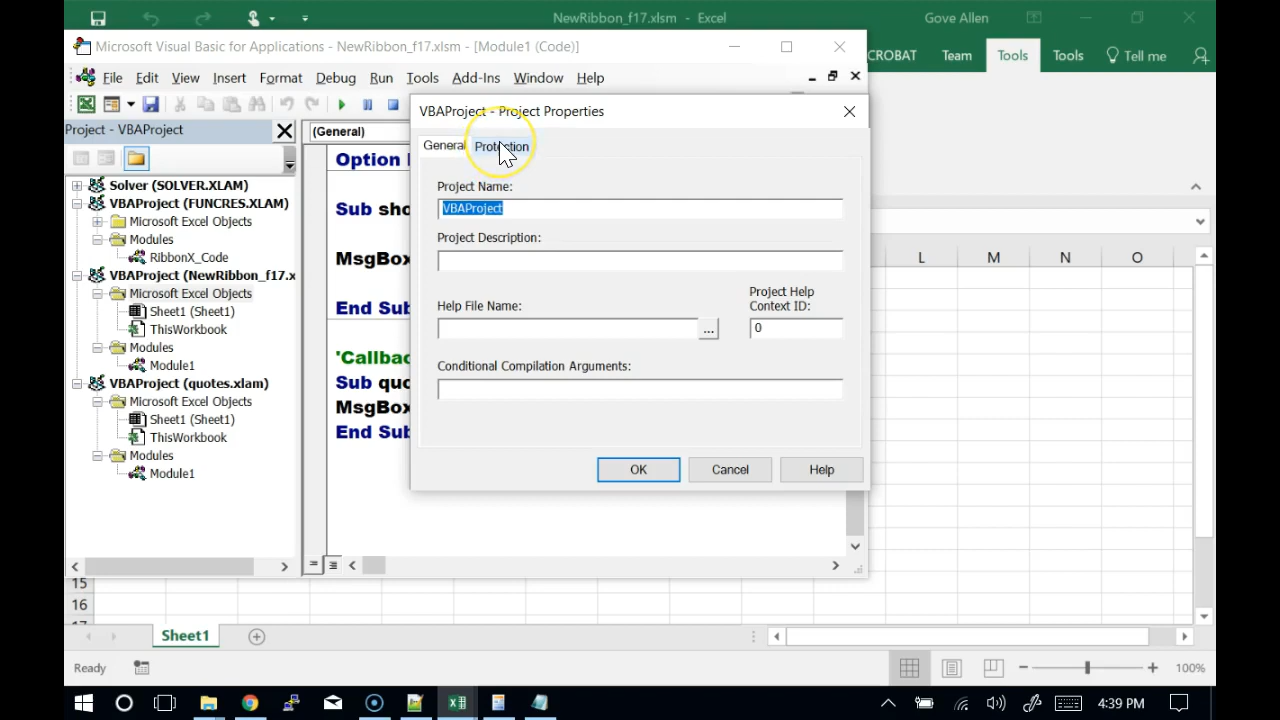 NewRibbon_f17.xlsm - Excel
Gove Allen
Microsoft Visual Basic for Applications - NewRibbon_f17.xlsm - [Module1 (Code)]
CROBAT Team Tools Tools Tell me
File Edit View Insert Format Debug Run Tools Add-Ins Window Help
Project - VBAProject
(General)
VBAProject - Project Properties
General Protection
Project Name:
VBAProject
Project Description:
Help File Name:
Project Help
Context ID:
...
0
Conditional Compilation Arguments:
OK Cancel Help
Solver (SOLVER.XLAM)
VBAProject (FUNCRES.XLAM)
Microsoft Excel Objects
Modules
RibbonX_Code
VBAProject (NewRibbon_f17.x
Microsoft Excel Objects
Sheet1 (Sheet1)
ThisWorkbook
Modules
Module1
VBAProject (quotes.xlam)
Microsoft Excel Objects
Sheet1 (Sheet1)
ThisWorkbook
Modules
Module1
Option
Sub sho
MsgBox
End Sub
'Callbac
Sub quo
MsgBox
End Sub
L M N O
15
16
Sheet1
Ready
100%
4:39 PM